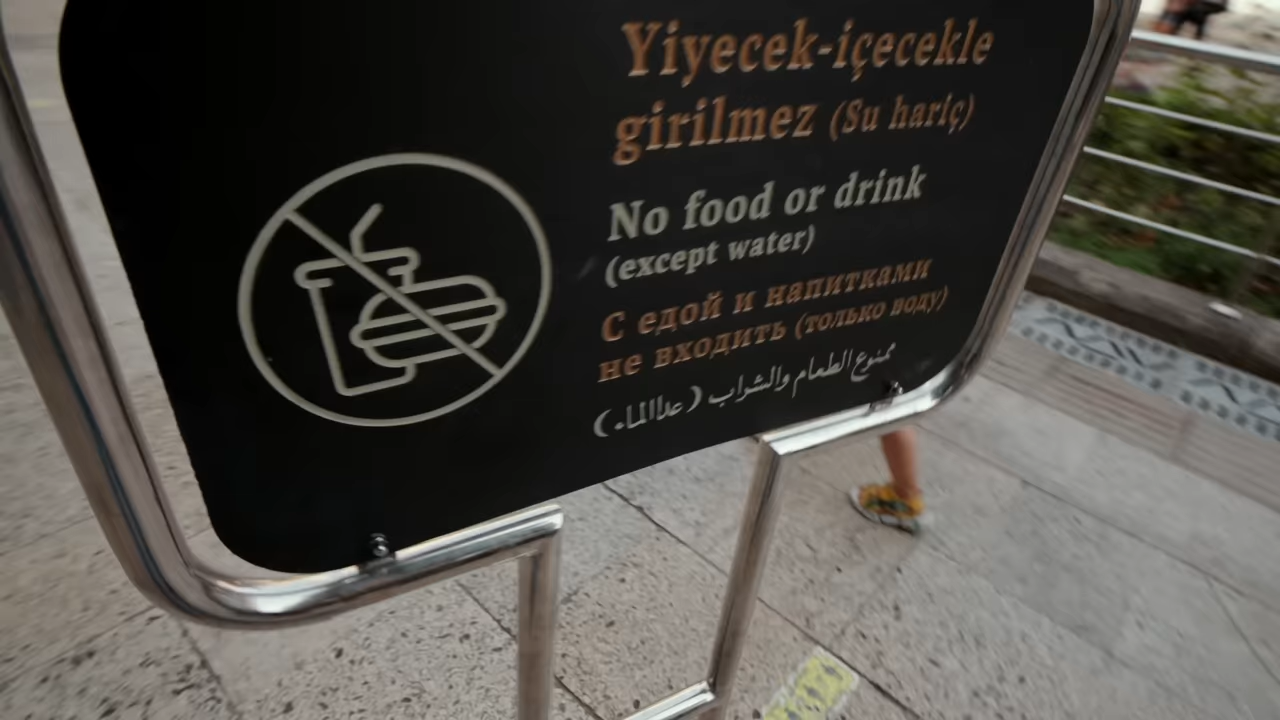 Yiyecek-içecekle
girilmez (Su hariç)
No food or drink
(except water)
С едой и напитками
не входить (только воду)
ممنوع الطعام والشراب (عدا الماء)